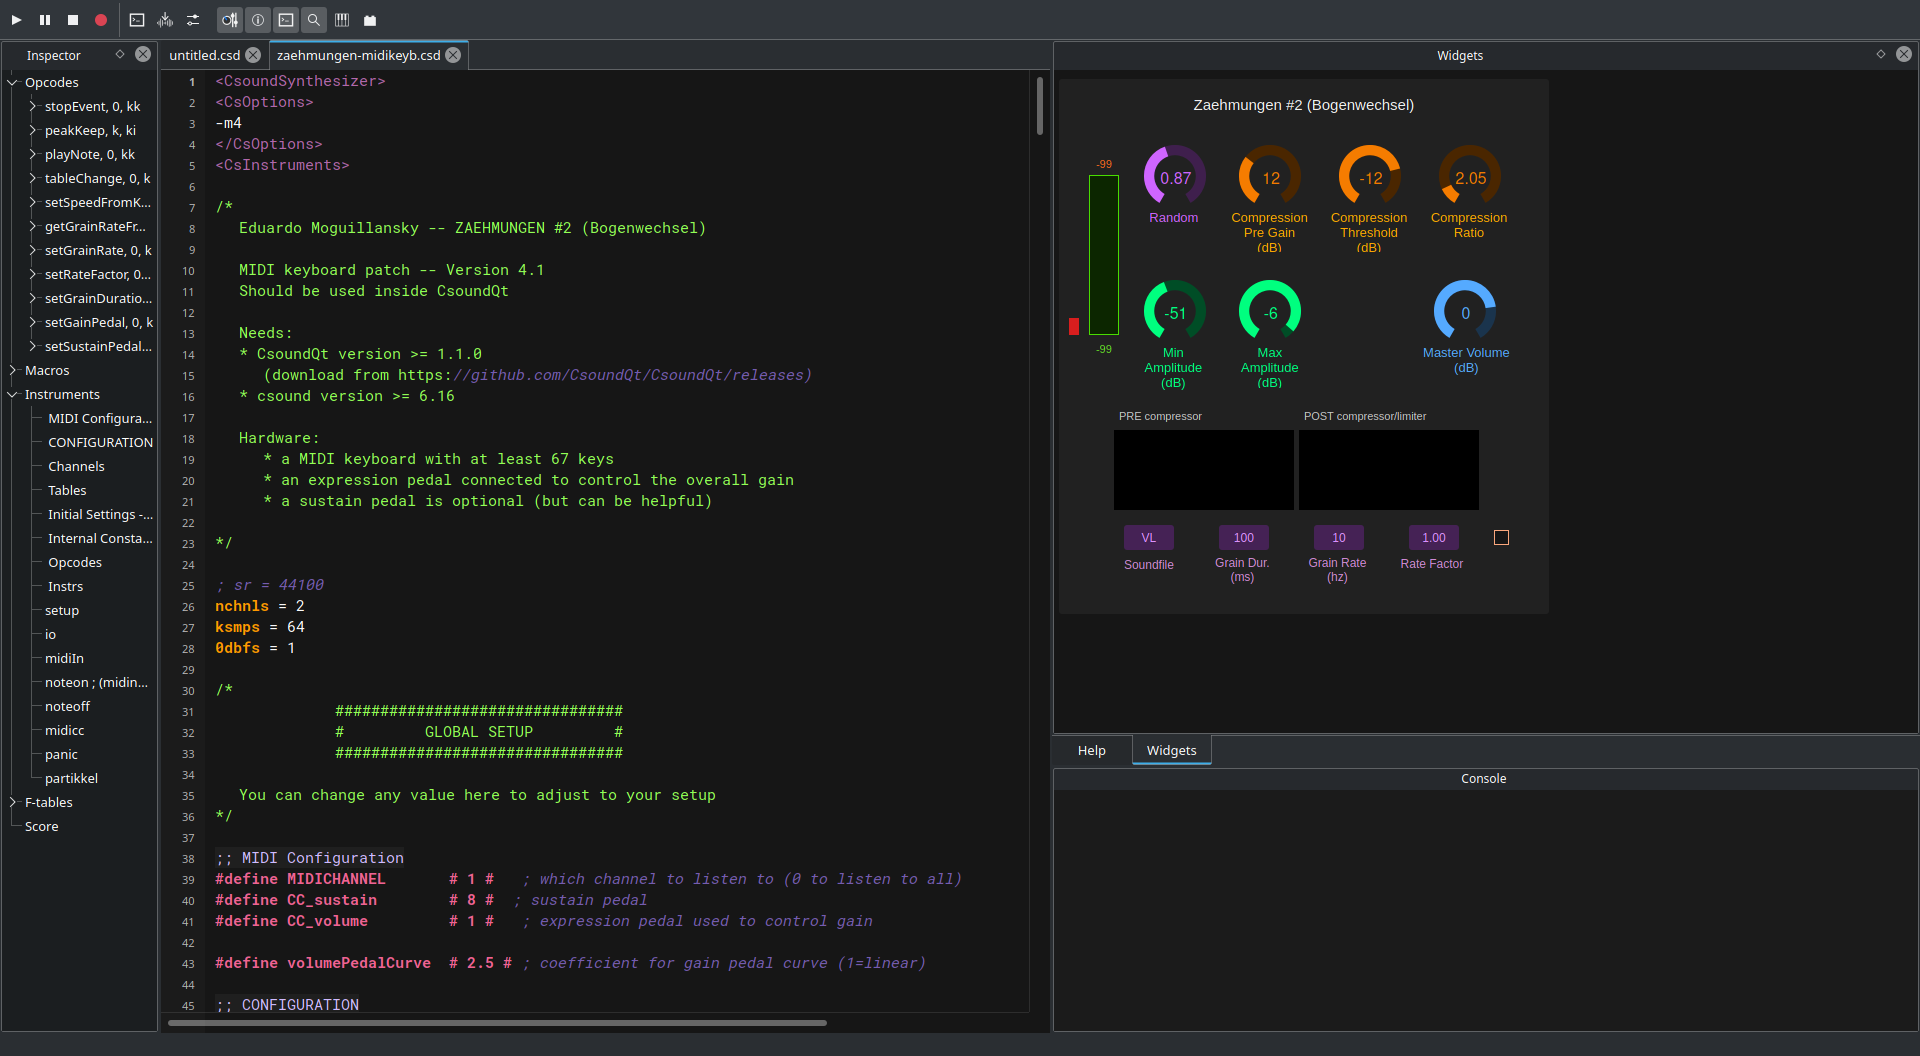 Inspector
Opcodes
stopEvent, 0, kk
peakKeep, k, ki
playNote, 0, kk
tableChange, 0, k
setSpeedFromK...
getGrainRateFr...
setGrainRate, 0, k
setRateFactor, 0...
setGrainDuratio...
setGainPedal, 0, k
setSustainPedal...
Macros
Instruments
MIDI Configura...
CONFIGURATION
Channels
Tables
Initial Settings -...
Internal Consta...
Opcodes
Instrs
setup
io
midiIn
noteon ; (midin...
noteoff
midicc
panic
partikkel
F-tables
Score
untitled.csd
zaehmungen-midikeyb.csd
1 <CsoundSynthesizer>
2 <CsOptions>
3 -m4
4 </CsOptions>
5 <CsInstruments>
6
7 /*
8 Eduardo Moguillansky -- ZAEHMUNGEN #2 (Bogenwechsel)
9
10 MIDI keyboard patch -- Version 4.1
11 Should be used inside CsoundQt
12
13 Needs:
14 * CsoundQt version >= 1.1.0
15 (download from https://github.com/CsoundQt/CsoundQt/releases)
16 * csound version >= 6.16
17
18 Hardware:
19 * a MIDI keyboard with at least 67 keys
20 * an expression pedal connected to control the overall gain
21 * a sustain pedal is optional (but can be helpful)
22
23 */
24
25 ; sr = 44100
26 nchnls = 2
27 ksmps = 64
28 0dbfs = 1
29
30 /*
31 ################################
32 # GLOBAL SETUP #
33 ################################
34
35 You can change any value here to adjust to your setup
36 */
37
38 ;; MIDI Configuration
39 #define MIDICHANNEL # 1 # ; which channel to listen to (0 to listen to all)
40 #define CC_sustain # 8 # ; sustain pedal
41 #define CC_volume # 1 # ; expression pedal used to control gain
42
43 #define volumePedalCurve # 2.5 # ; coefficient for gain pedal curve (1=linear)
44
45 ;; CONFIGURATION
Widgets
Zaehmungen #2 (Bogenwechsel)
-99
0.87
12
-12
2.05
Random
Compression
Pre Gain
(dB)
Compression
Threshold
(dB)
Compression
Ratio
-51
-6
0
-99
Min
Amplitude
(dB)
Max
Amplitude
(dB)
Master Volume
(dB)
PRE compressor
POST compressor/limiter
VL
100
10
1.00
Soundfile
Grain Dur.
(ms)
Grain Rate
(hz)
Rate Factor
Help
Widgets
Console